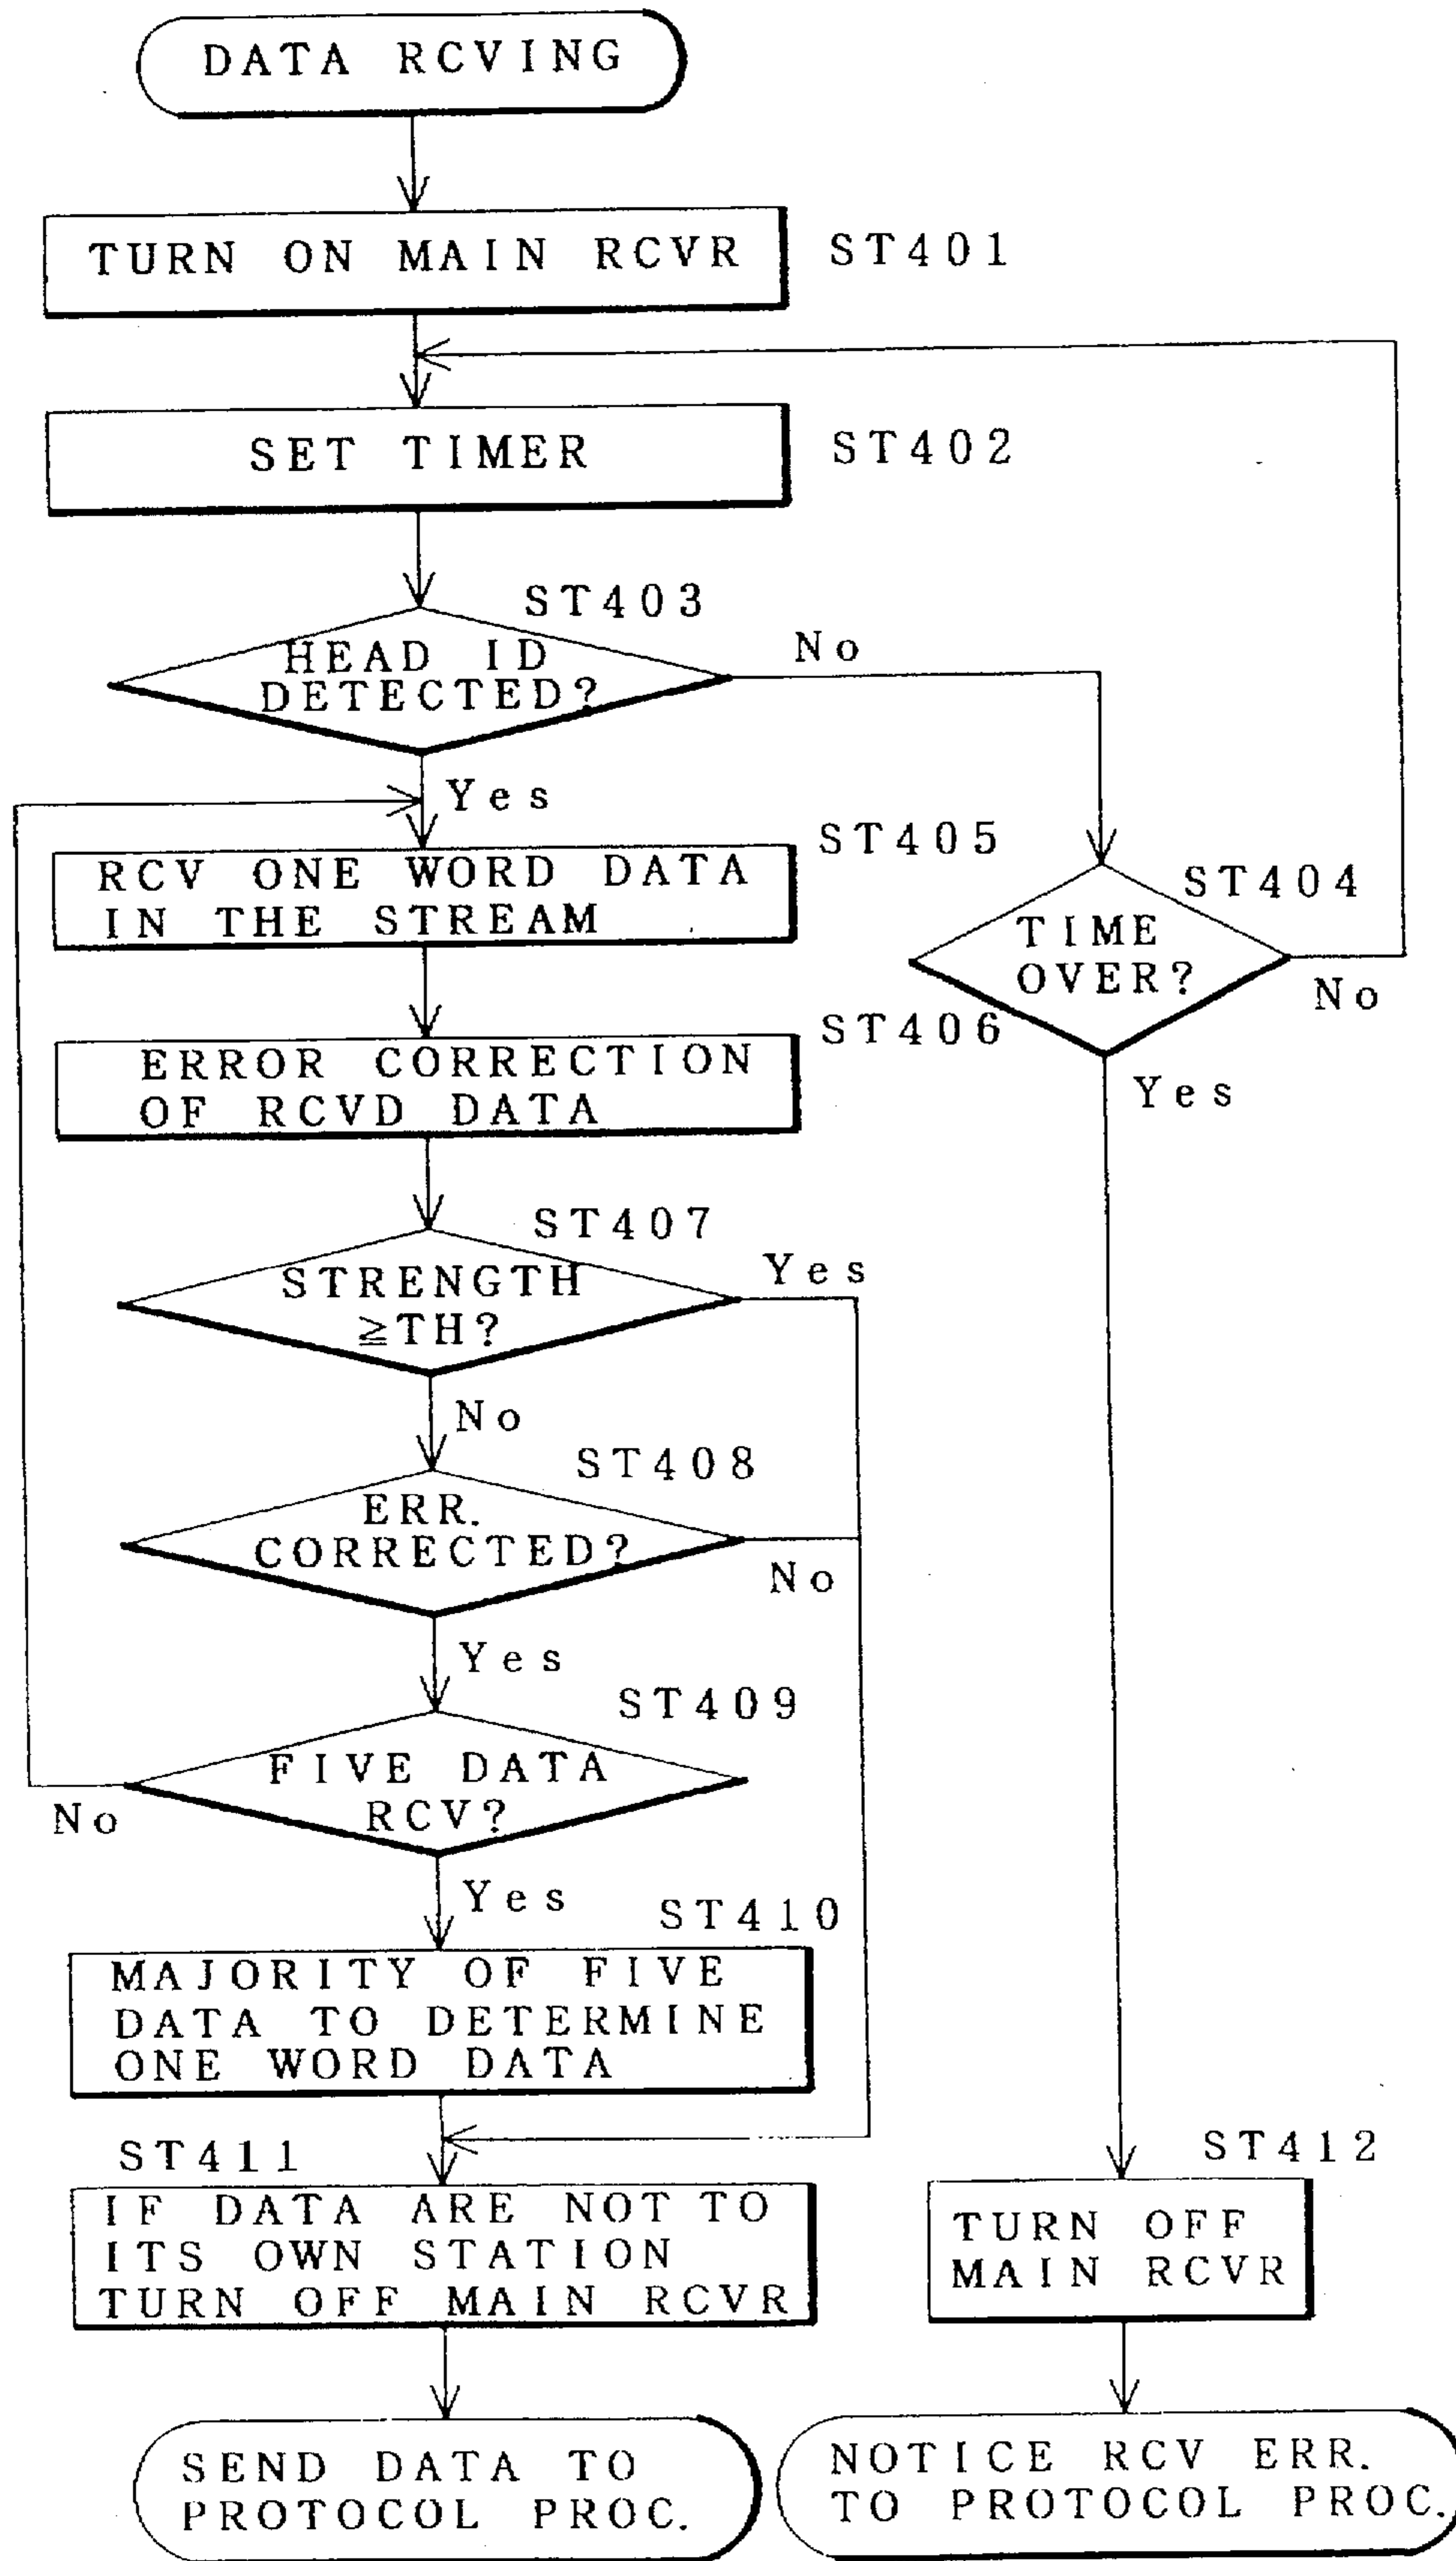 DATA RCVING
TURN ON MAIN RCVR
ST401
SET TIMER
ST402
ST403
HEAD ID
DETECTED?
No
Yes
ST405
RCV ONE WORD DATA
IN THE STREAM
ST404
TIME
OVER?
No
Yes
ST406
ERROR CORRECTION
OF RCVD DATA
ST407
STRENGTH
≧TH?
Yes
No
ST408
ERR.
CORRECTED?
No
Yes
ST409
FIVE DATA
RCV?
No
Yes
ST410
MAJORITY OF FIVE
DATA TO DETERMINE
ONE WORD DATA
ST411
IF DATA ARE NOT TO
ITS OWN STATION
TURN OFF MAIN RCVR
ST412
TURN OFF
MAIN RCVR
SEND DATA TO
PROTOCOL PROC.
NOTICE RCV ERR.
TO PROTOCOL PROC.